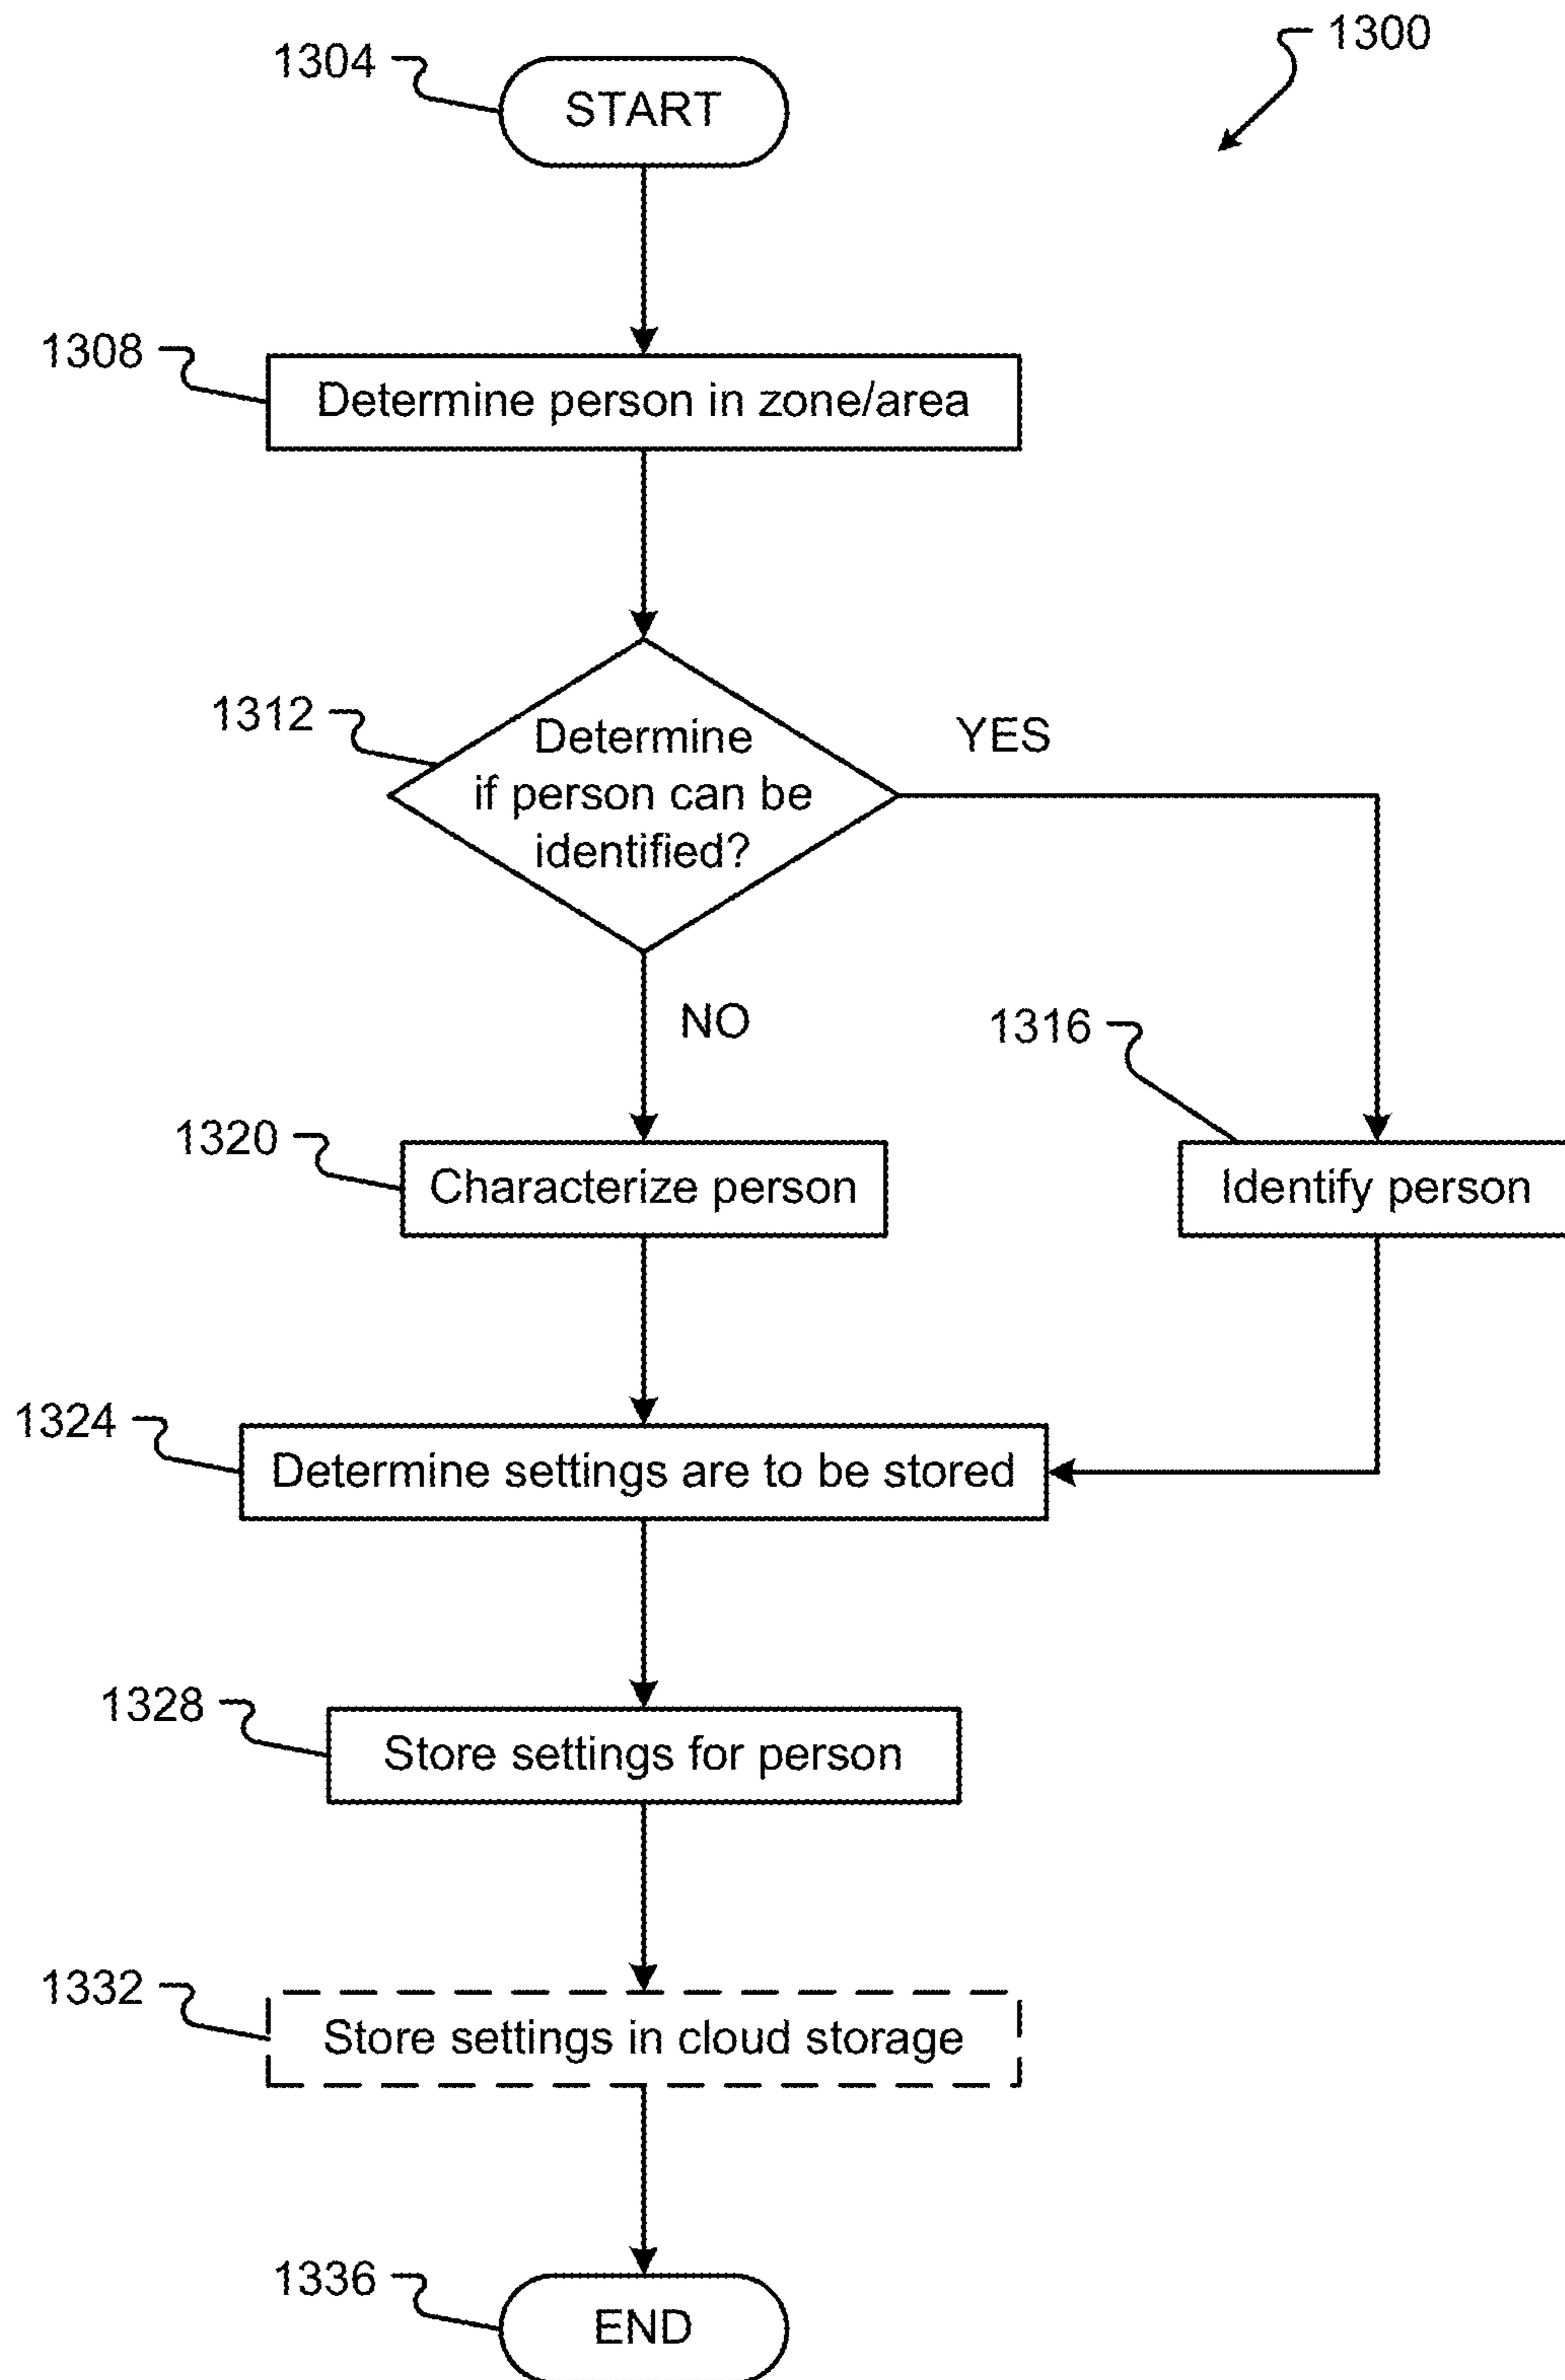 1300
1304
START
1308
Determine person in zone/area
1312
Determine
if person can be
identified?
YES
NO
1316
1320
Characterize person
Identify person
1324
Determine settings are to be stored
1328
Store settings for person
1332
Store settings in cloud storage
1336
END